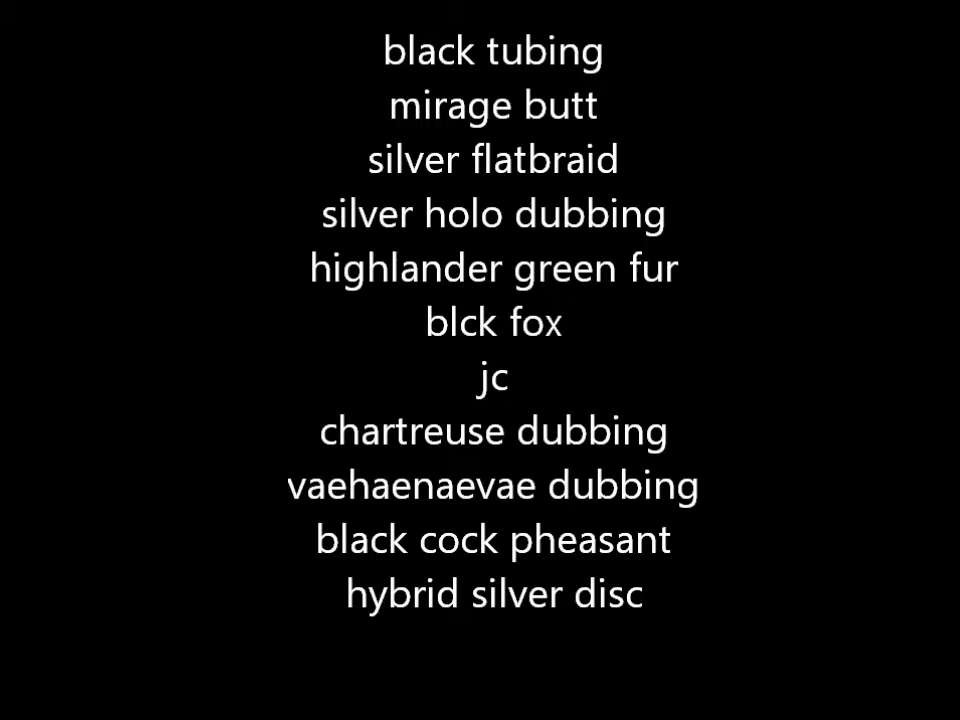 black tubing
mirage butt
silver flatbraid
silver holo dubbing
highlander green fur
blck fox
jc
chartreuse dubbing
vaehaenaevae dubbing
black cock pheasant
hybrid silver disc